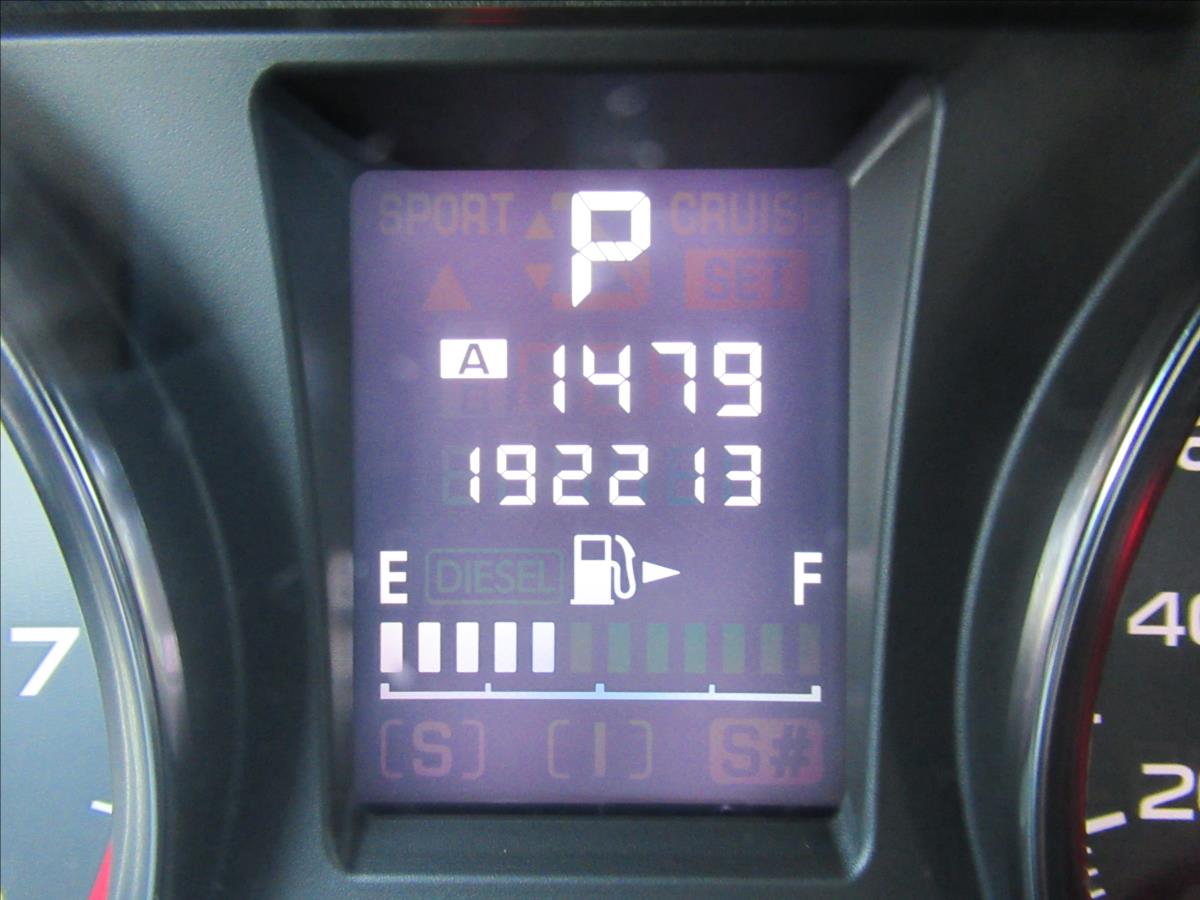 SPORT P CRUISE
SET
A 1479
192213
E DIESEL F
[S] [I] S#
7
40
20